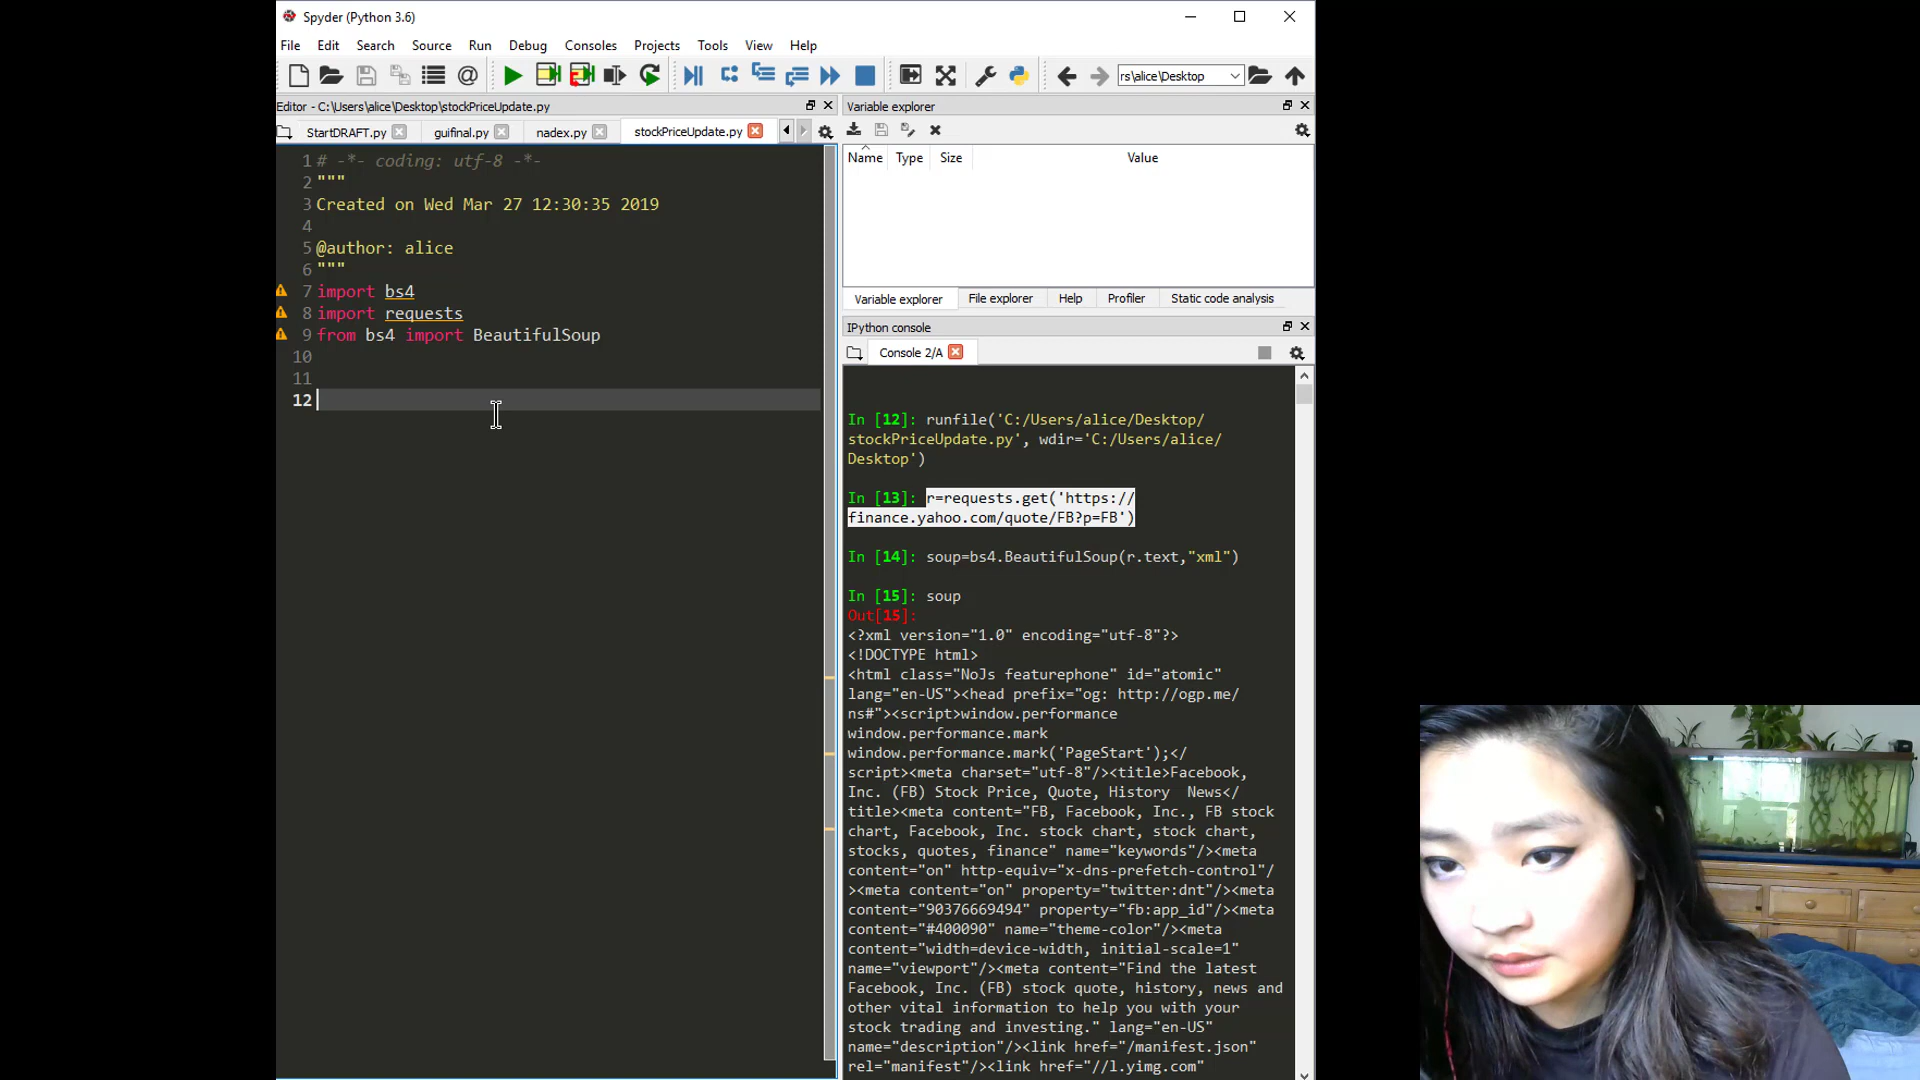 Spyder (Python 3.6)
File Edit Search Source Run Debug Consoles Projects Tools View Help
rs\alice\Desktop
Editor - C:\Users\alice\Desktop\stockPriceUpdate.py
StartDRAFT.py guifinal.py nadex.py stockPriceUpdate.py
1 # -*- coding: utf-8 -*-
2 """
3 Created on Wed Mar 27 12:30:35 2019
4
5 @author: alice
6 """
7 import bs4
8 import requests
9 from bs4 import BeautifulSoup
10
11
12
Variable explorer
Name Type Size Value
Variable explorer File explorer Help Profiler Static code analysis
IPython console
Console 2/A
In [12]: runfile('C:/Users/alice/Desktop/
stockPriceUpdate.py', wdir='C:/Users/alice/
Desktop')
In [13]: r=requests.get('https://
finance.yahoo.com/quote/FB?p=FB')
In [14]: soup=bs4.BeautifulSoup(r.text,"xml")
In [15]: soup
Out[15]:
<?xml version="1.0" encoding="utf-8"?>
<!DOCTYPE html>
<html class="NoJs featurephone" id="atomic"
lang="en-US"><head prefix="og: http://ogp.me/
ns#"><script>window.performance
window.performance.mark
window.performance.mark('PageStart');</
script><meta charset="utf-8"/><title>Facebook,
Inc. (FB) Stock Price, Quote, History  News</
title><meta content="FB, Facebook, Inc., FB stock
chart, Facebook, Inc. stock chart, stock chart,
stocks, quotes, finance" name="keywords"/><meta
content="on" http-equiv="x-dns-prefetch-control"/
><meta content="on" property="twitter:dnt"/><meta
content="90376669494" property="fb:app_id"/><meta
content="#400090" name="theme-color"/><meta
content="width=device-width, initial-scale=1"
name="viewport"/><meta content="Find the latest
Facebook, Inc. (FB) stock quote, history, news and
other vital information to help you with your
stock trading and investing." lang="en-US"
name="description"/><link href="/manifest.json"
rel="manifest"/><link href="//l.yimg.com"